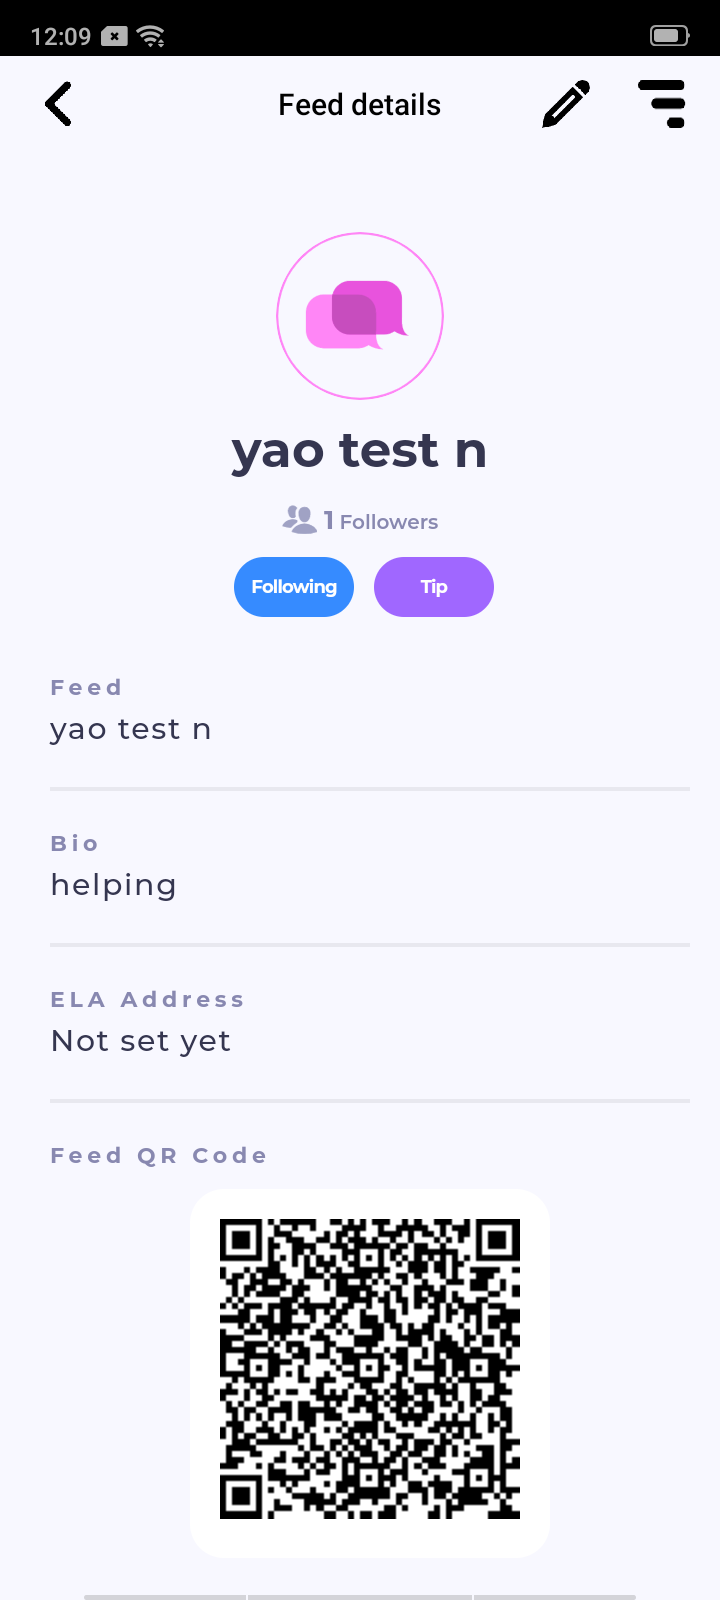 12:09
Feed details
yao test n
1 Followers
Following
Tip
Feed
yao test n
Bio
helping
ELA Address
Not set yet
Feed QR Code